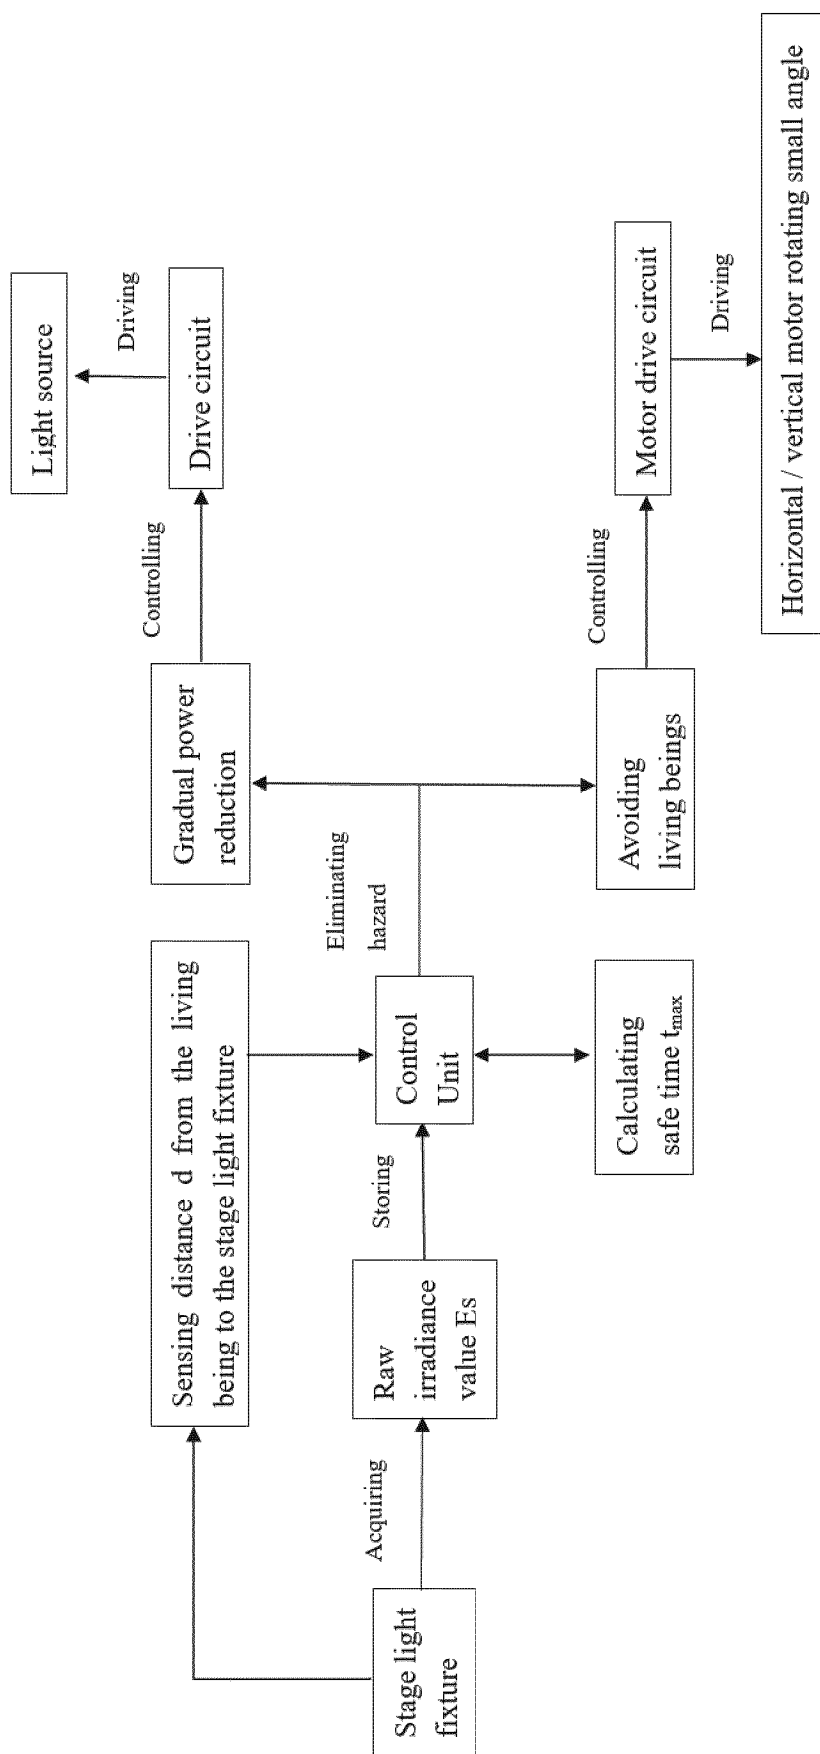 Stage light
fixture
Acquiring
Sensing distance d from the living
being to the stage light fixture
Raw
irradiance
value Es
Storing
Control
Unit
Calculating
safe time tmax
Eliminating
hazard
Gradual power
reduction
Avoiding
living beings
Controlling
Controlling
Drive circuit
Driving
Light source
Motor drive circuit
Driving
Horizontal / vertical motor rotating small angle